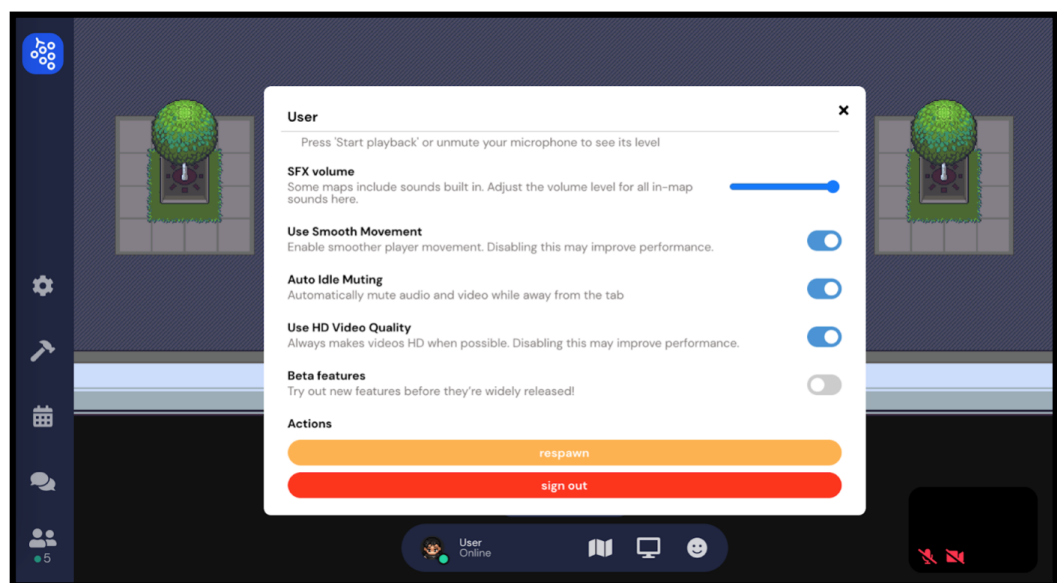 User
Press 'Start playback' or unmute your microphone to see its level
SFX volume
Some maps include sounds built in. Adjust the volume level for all in-map
sounds here.
Use Smooth Movement
Enable smoother player movement. Disabling this may improve performance.
Auto Idle Muting
Automatically mute audio and video while away from the tab
Use HD Video Quality
Always makes videos HD when possible. Disabling this may improve performance.
Beta features
Try out new features before they're widely released!
Actions
respawn
sign out
User
Online
5